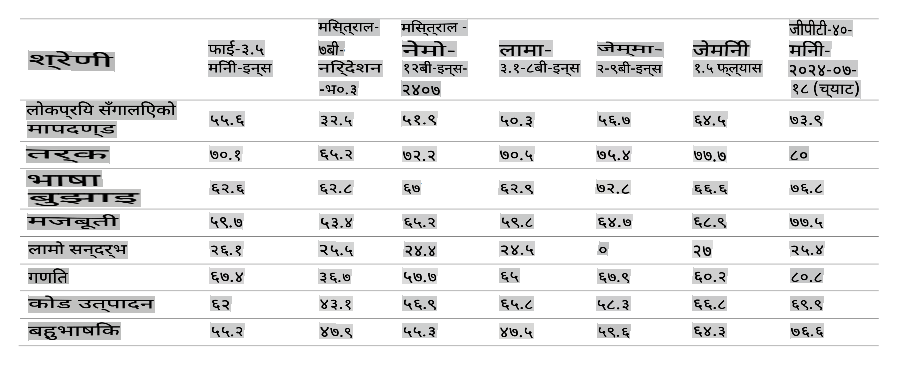 श्रेणी फाई-३.५ मिनी-इन्स मिस्त्राल-७बी-निर्देशन-भ०.३ मिस्त्राल -नेमो-१२बी-इन्स-२४०७ लामा-३.१-८बी-इन्स जेम्मा-२-९बी-इन्स जेमिनी १.५ फ्ल्यास जीपीटी-४०-मिनी-२०२४-०७-१८ (च्याट)
लोकप्रिय सँगालिएको मापदण्ड ५५.६ ३२.५ ५१.९ ५०.३ ५६.७ ६४.५ ७३.९
तर्क ७०.१ ६५.२ ७२.२ ७०.५ ७५.४ ७७.७ ८०
भाषा बुझाइ ६२.६ ६२.८ ६७ ६२.९ ७२.८ ६६.६ ७६.८
मजबूती ५९.७ ५३.४ ६५.२ ५९.८ ६४.७ ६८.९ ७७.५
लामो सन्दर्भ २६.१ २५.५ २४.४ २४.५ ० २७ २५.४
गणित ६७.४ ३६.७ ५७.७ ६५ ६७.९ ६०.२ ८०.८
कोड उत्पादन ६२ ४३.१ ५६.९ ६५.८ ५८.३ ६६.८ ६९.९
बहुभाषिक ५५.२ ४७.९ ५५.३ ४७.५ ५९.६ ६४.३ ७६.६